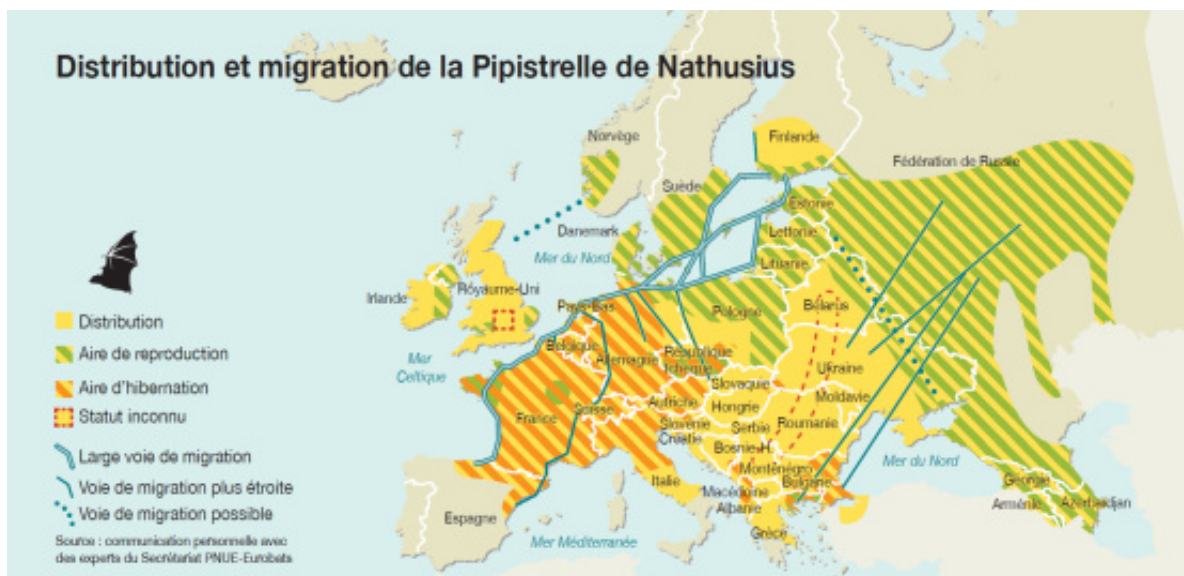 Distribution et migration de la Pipistrelle de Nathusius
Norvège
Finlande
Fédération de Russie
Suède
Estonie
Danemark
Lettonie
Mer du Nord
Lituanie
Irlande
Royaume-Uni
Pays-Bas
Pologne
Bélarus
Distribution
Aire de reproduction
Aire d'hibernation
Statut inconnu
Large voie de migration
Voie de migration plus étroite
Voie de migration possible
Source : communication personnelle avec
des experts du Secrétariat PNUE-Eurobats
Mer
Celtique
Belgique
Allemagne
République
tchèque
Ukraine
Slovaquie
Moldavie
France
Suisse
Autriche
Hongrie
Slovénie
Croatie
Serbie
Roumanie
Bosnie-H.
Monténégro
Bulgarie
Mer du Nord
Italie
Macédoine
Albanie
Grèce
Espagne
Mer Méditerranée
Géorgie
Arménie
Azerbaïdjan